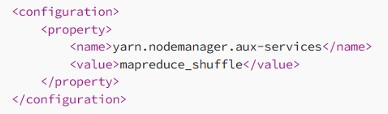 <configuration>
    <property>
        <name>yarn.nodemanager.aux-services</name>
        <value>mapreduce_shuffle</value>
    </property>
</configuration>